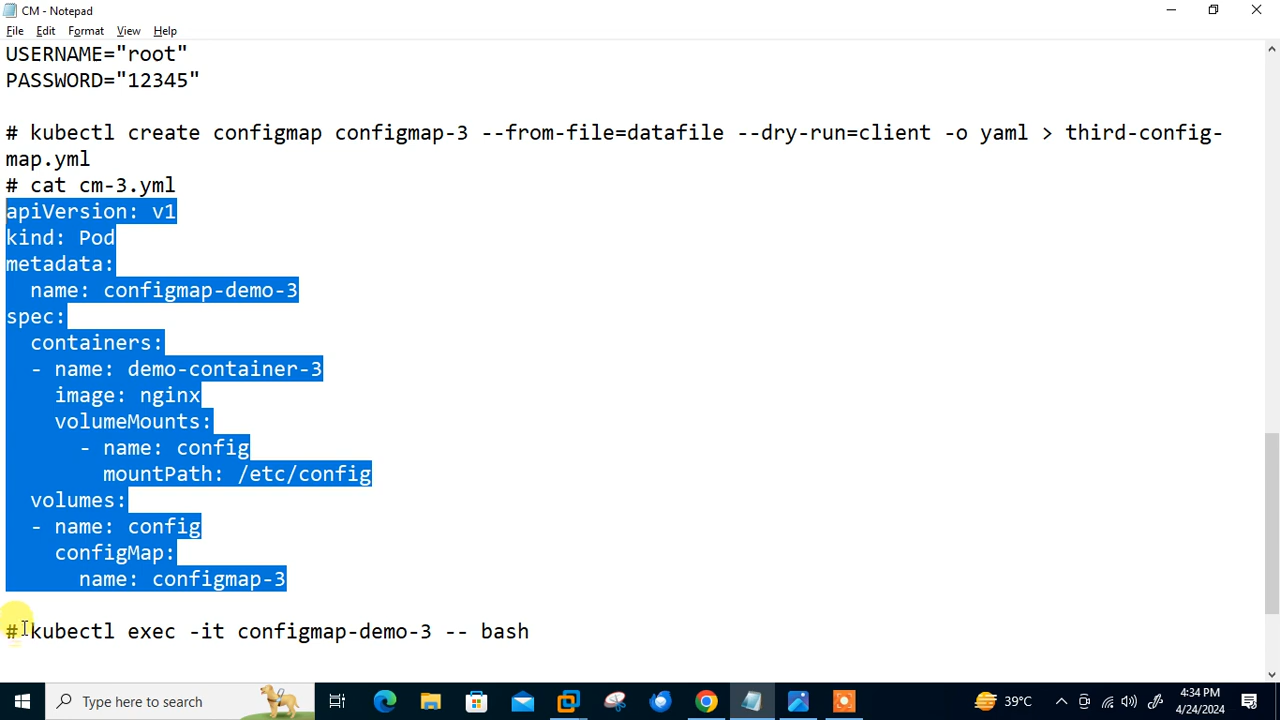 CM - Notepad
File Edit Format View Help
USERNAME="root"
PASSWORD="12345"
# kubectl create configmap configmap-3 --from-file=datafile --dry-run=client -o yaml > third-config-
map.yml
# cat cm-3.yml
apiVersion: v1
kind: Pod
metadata:
  name: configmap-demo-3
spec:
  containers:
  - name: demo-container-3
    image: nginx
    volumeMounts:
      - name: config
        mountPath: /etc/config
  volumes:
  - name: config
    configMap:
      name: configmap-3
# kubectl exec -it configmap-demo-3 -- bash
Type here to search
39°C
4:34 PM
4/24/2024